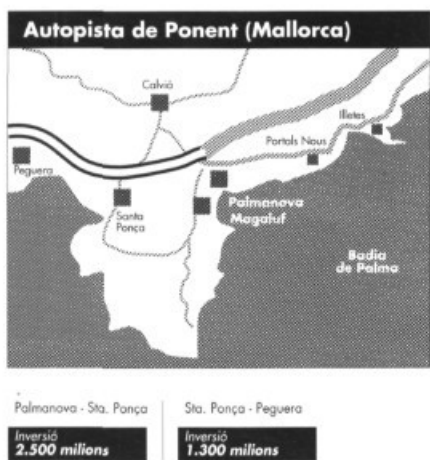 Autopista de Ponent (Mallorca)
Calvià
Illetes
Portals Nous
Peguera
Palmanova
Magaluf
Santa
Ponça
Badia
de Palma
Palmanova - Sta. Ponça
Inversió
2.500 milions
Sta. Ponça - Peguera
Inversió
1.300 milions